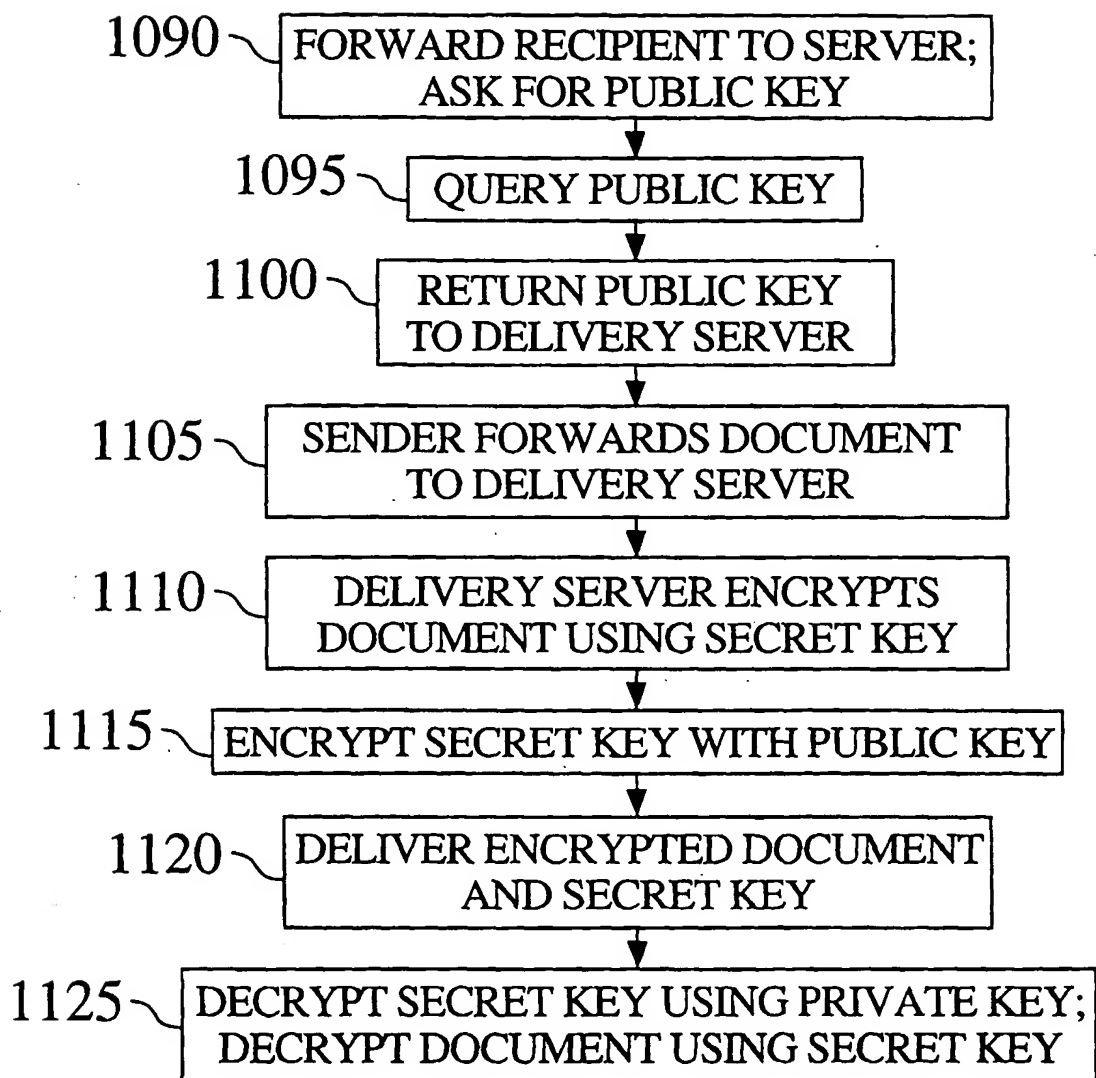 1090
FORWARD RECIPIENT TO SERVER;
ASK FOR PUBLIC KEY
1095
QUERY PUBLIC KEY
1100
RETURN PUBLIC KEY
TO DELIVERY SERVER
1105
SENDER FORWARDS DOCUMENT
TO DELIVERY SERVER
1110
DELIVERY SERVER ENCRYPTS
DOCUMENT USING SECRET KEY
1115
ENCRYPT SECRET KEY WITH PUBLIC KEY
1120
DELIVER ENCRYPTED DOCUMENT
AND SECRET KEY
1125
DECRYPT SECRET KEY USING PRIVATE KEY;
DECRYPT DOCUMENT USING SECRET KEY